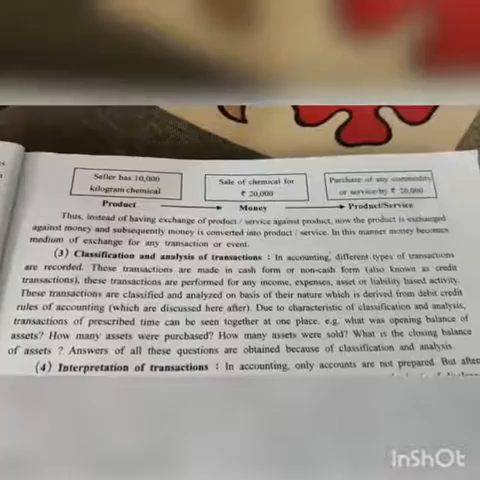 Seller has 10,000
kilogram chemical
Sale of chemical for
₹ 20,000
Purchase of any commodity
or service by ₹ 20,000
Product
Money
Product/Service
Thus, instead of having exchange of product / service against product, now the product is exchanged
against money and subsequently money is converted into product / service. In this manner money becomes
medium of exchange for any transaction or event.
(3) Classification and analysis of transactions : In accounting, different types of transactions
are recorded. These transactions are made in cash form or non-cash form (also known as credit
transactions), these transactions are performed for any income, expenses, asset or liability based activity.
These transactions are classified and analyzed on basis of their nature which is derived from debit credit
rules of accounting (which are discussed here after). Due to characteristic of classification and analysis,
transactions of prescribed time can be seen together at one place. e.g. what was opening balance of
assets? How many assets were purchased? How many assets were sold? What is the closing balance
of assets ? Answers of all these questions are obtained because of classification and analysis.
(4) Interpretation of transactions : In accounting, only accounts are not prepared. But after
InShOt